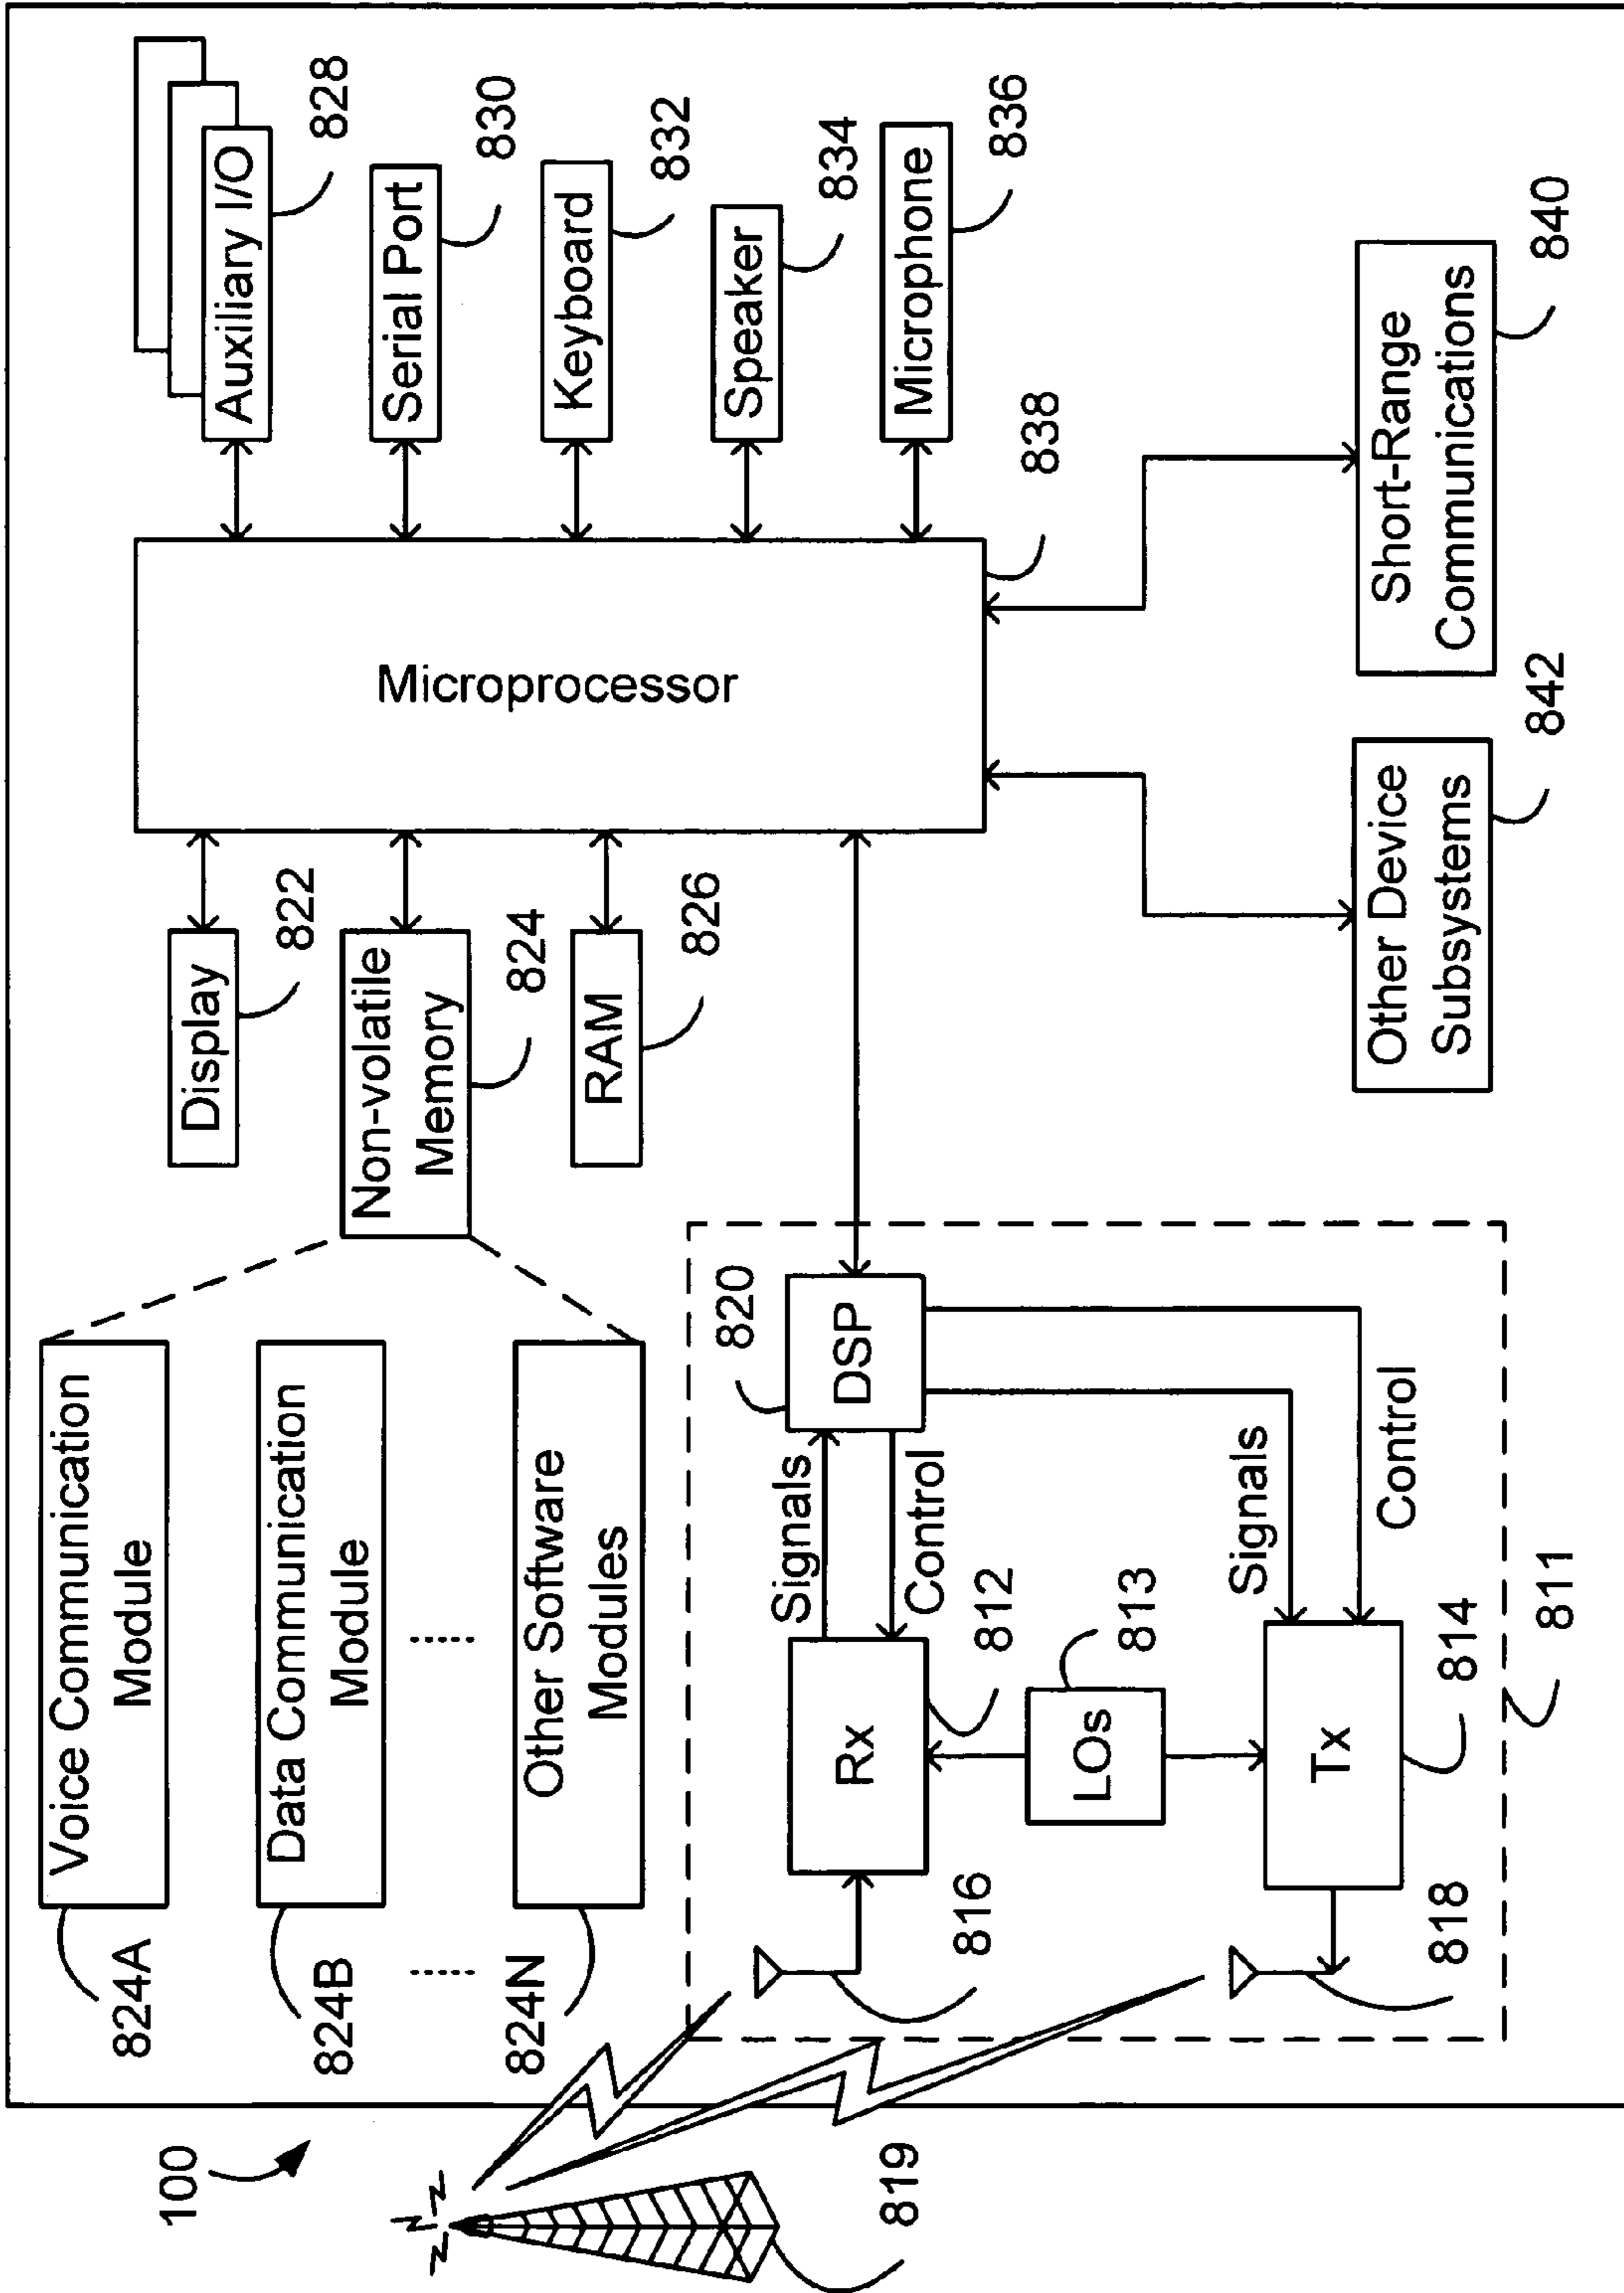 100
819
824A
Voice Communication
Module
824B
Data Communication
Module
........
........
824N
Other Software
Modules
Display
822
Non-volatile
Memory
824
RAM
826
Microprocessor
838
Auxiliary I/O
828
Serial Port
830
Keyboard
832
Speaker
834
Microphone
836
Short-Range
Communications
840
Other Device
Subsystems
842
820
DSP
Signals
Control
Rx
812
LOs
813
Signals
Control
Tx
814
816
818
811